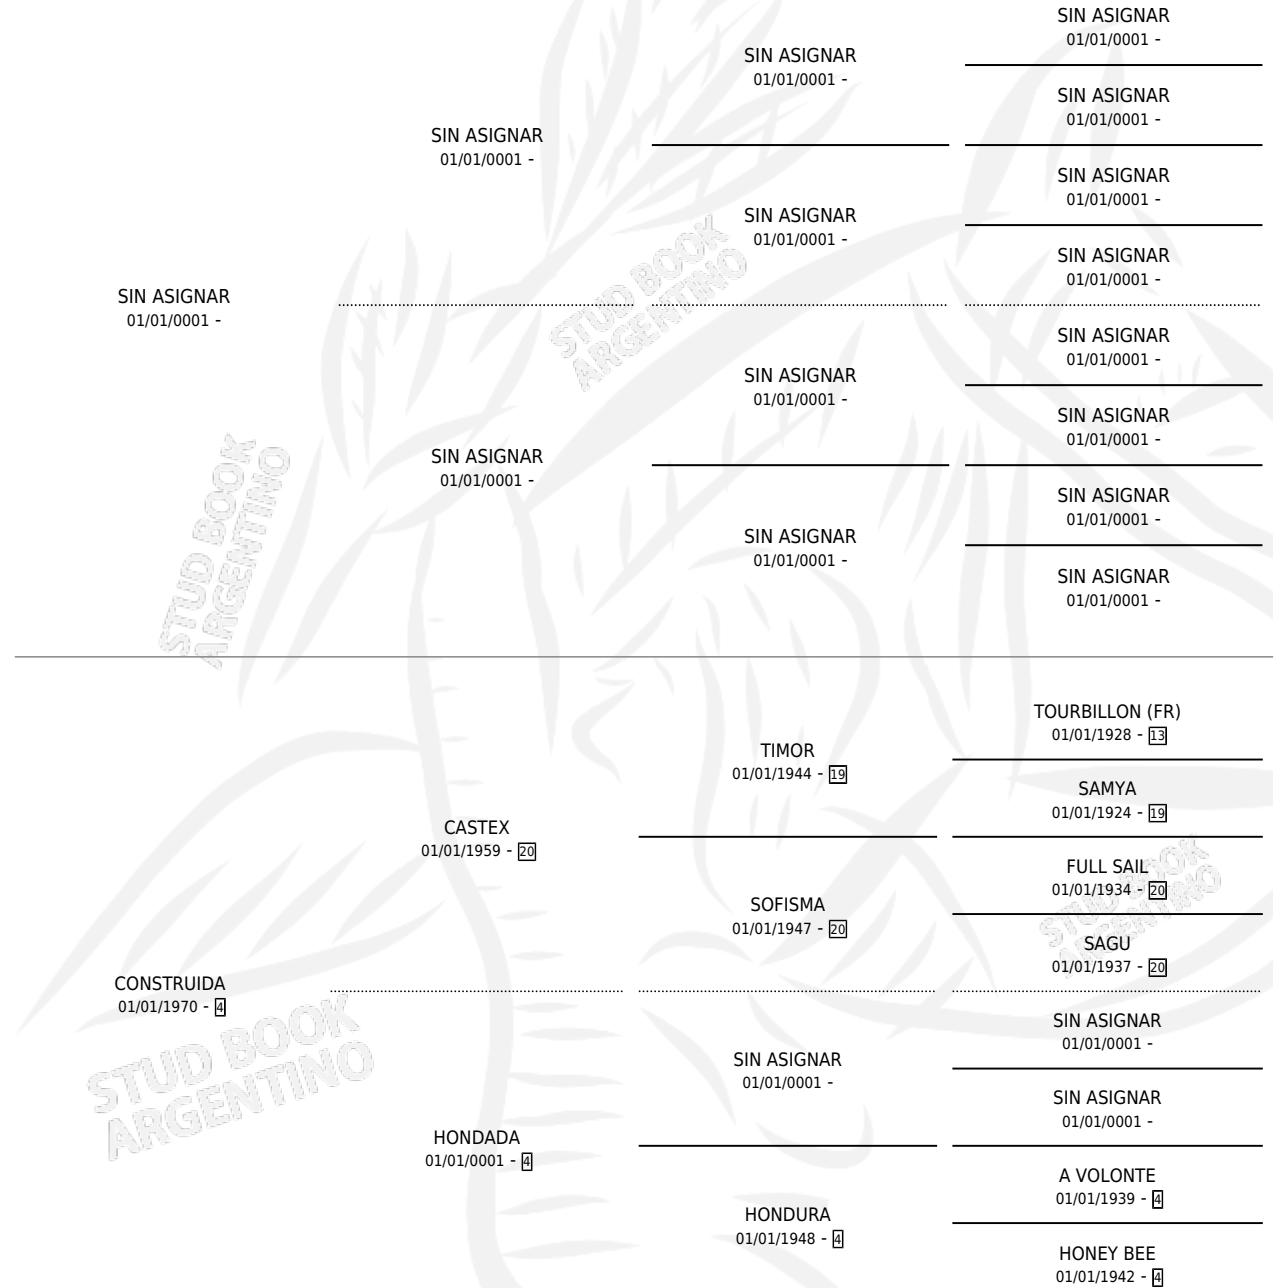 SIN ASIGNAR
01/01/0001 -
SIN ASIGNAR
01/01/0001 -
SIN ASIGNAR
01/01/0001 -
SIN ASIGNAR
01/01/0001 -
SIN ASIGNAR
01/01/0001 -
SIN ASIGNAR
01/01/0001 -
SIN ASIGNAR
01/01/0001 -
SIN ASIGNAR
01/01/0001 -
STUD BOOK
ARGENTINO
SIN ASIGNAR
01/01/0001 -
SIN ASIGNAR
01/01/0001 -
SIN ASIGNAR
01/01/0001 -
SIN ASIGNAR
01/01/0001 -
SIN ASIGNAR
01/01/0001 -
SIN ASIGNAR
01/01/0001 -
SIN ASIGNAR
01/01/0001 -
STUD BOOK
ARGENTINO
TOURBILLON (FR)
01/01/1928 - 13
TIMOR
01/01/1944 - 19
SAMYA
01/01/1924 - 19
CASTEX
01/01/1959 - 20
FULL SAIL
01/01/1934 - 20
SOFISMA
01/01/1947 - 20
STUD BOOK
ARGENTINO
SAGU
01/01/1937 - 20
CONSTRUIDA
01/01/1970 - 4
SIN ASIGNAR
01/01/0001 -
SIN ASIGNAR
01/01/0001 -
STUD BOOK
ARGENTINO
SIN ASIGNAR
01/01/0001 -
HONDADA
01/01/0001 - 4
A VOLONTE
01/01/1939 - 4
HONDURA
01/01/1948 - 4
HONEY BEE
01/01/1942 - 4